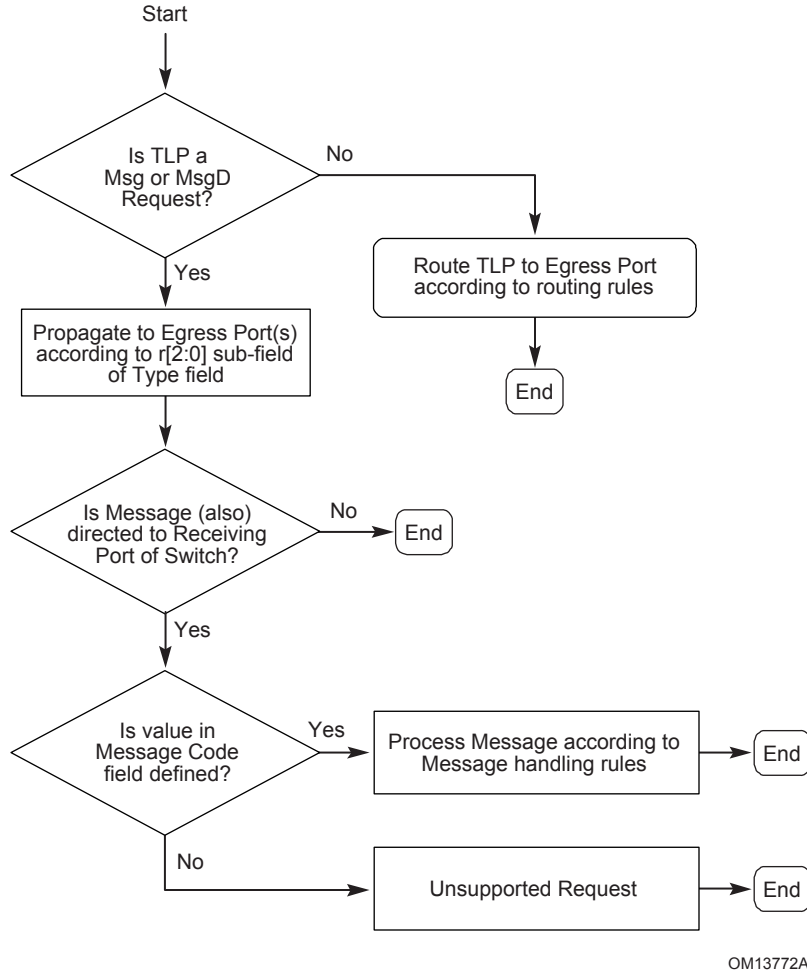 Start
Is TLP a
Msg or MsgD
Request?
No
Yes
Route TLP to Egress Port
according to routing rules
Propagate to Egress Port(s)
according to r[2:0] sub-field
of Type field
End
Is Message (also)
directed to Receiving
Port of Switch?
No
End
Yes
Is value in
Message Code
field defined?
Yes
Process Message according to
Message handling rules
End
No
Unsupported Request
End
OM13772A